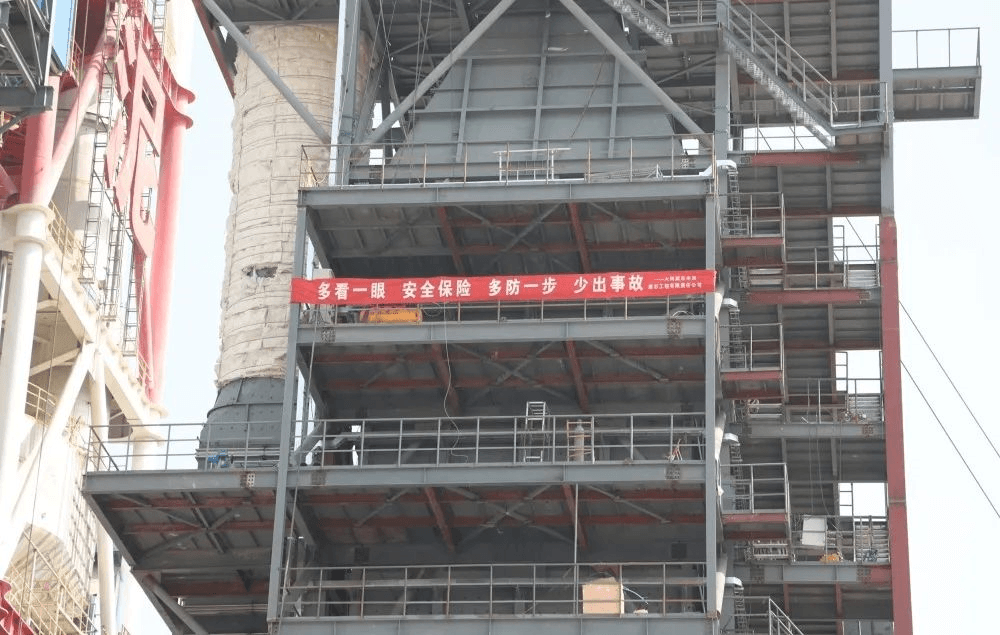 多看一眼 安全保险 多防一步 少出事故